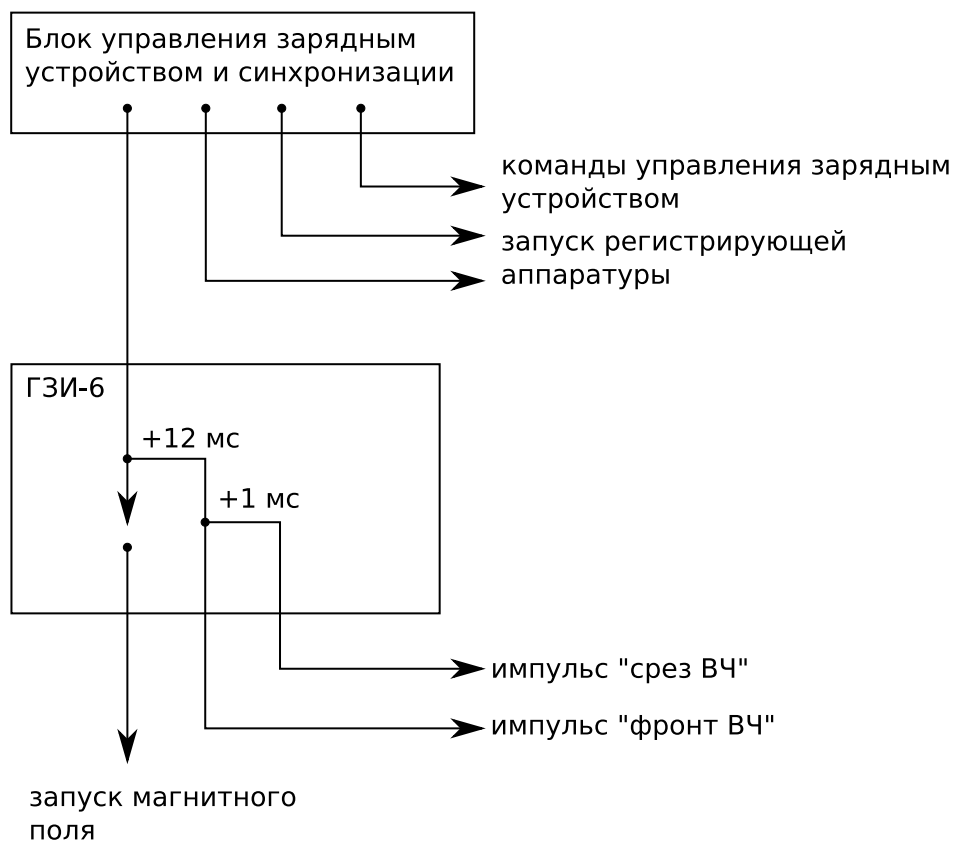 Блок управления зарядным
устройством и синхронизации
команды управления зарядным
устройством
запуск регистрирующей
аппаратуры
ГЗИ-6
+12 мс
+1 мс
импульс "срез ВЧ"
импульс "фронт ВЧ"
запуск магнитного
поля